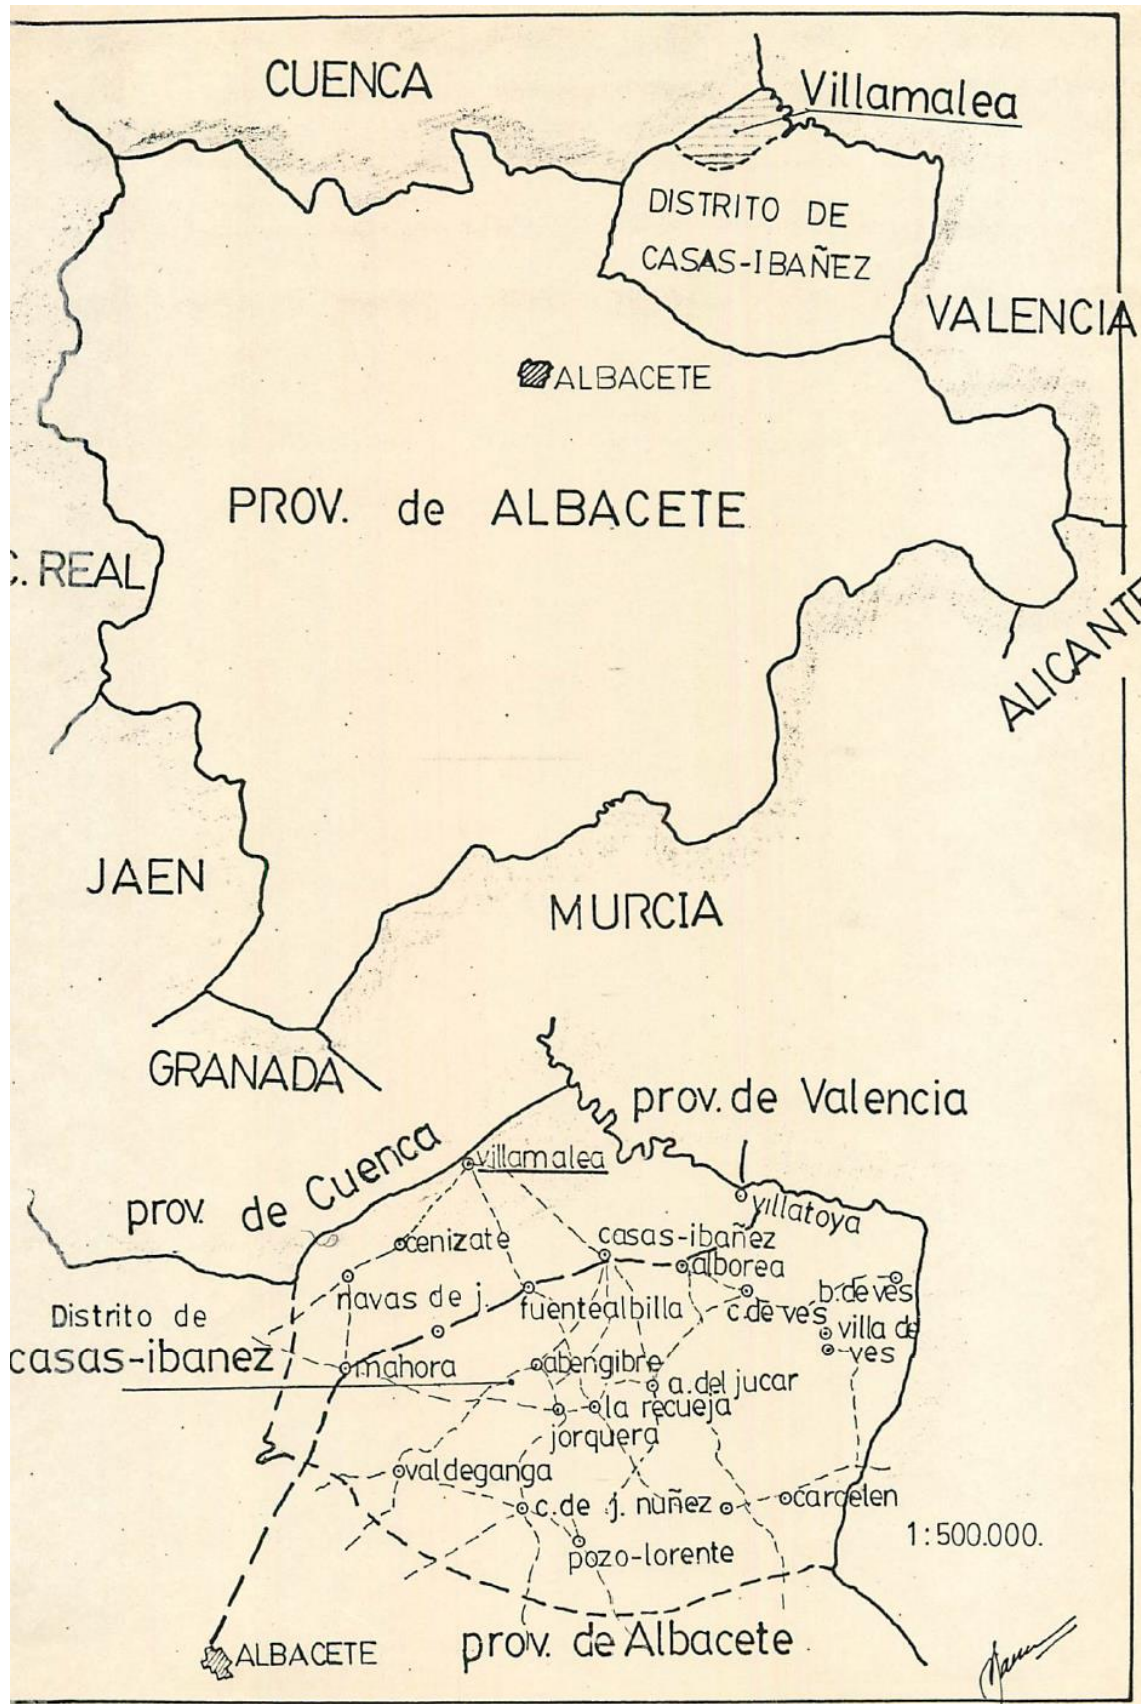 CUENCA
Villamalea
DISTRITO DE
CASAS-IBAÑEZ
VALENCIA
ALBACETE
PROV. de ALBACETE
C. REAL
ALICANTE
JAEN
MURCIA
GRANADA
prov. de Valencia
prov. de Cuenca
villamalea
villatoya
cenizate
casas-ibañez
alborea
navas de j.
fuentealbilla
c. de ves
b. de ves
villa de
ves
Distrito de
casas-ibanez
mahora
abengibre
a. del jucar
la recueja
jorquera
valdeganga
c. de j. nuñez
carcelen
1:500.000.
pozo-lorente
prov. de Albacete
ALBACETE